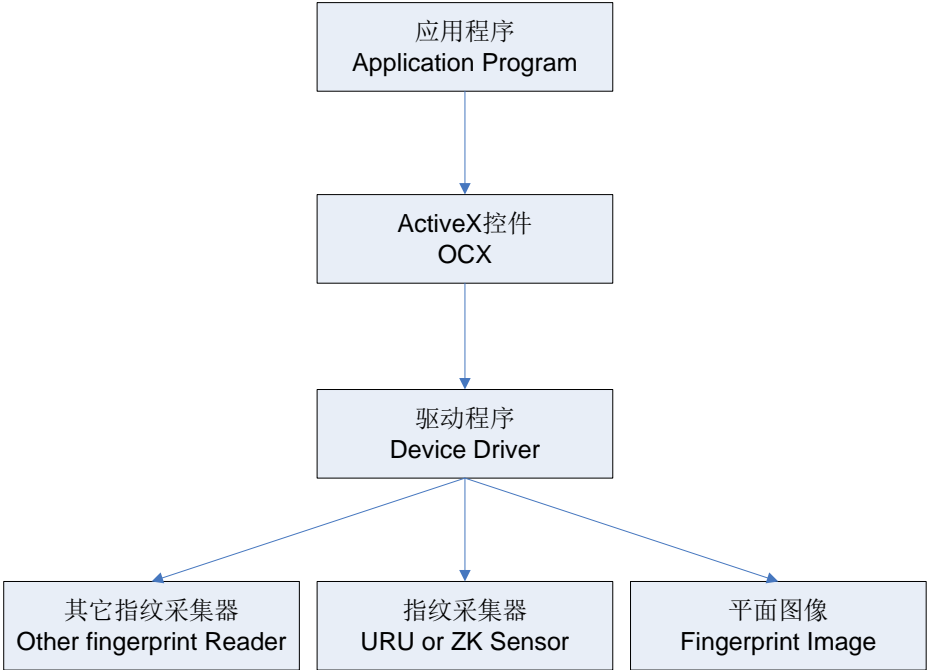 应用程序
Application Program
ActiveX控件
OCX
驱动程序
Device Driver
其它指纹采集器
Other fingerprint Reader
指纹采集器
URU or ZK Sensor
平面图像
Fingerprint Image